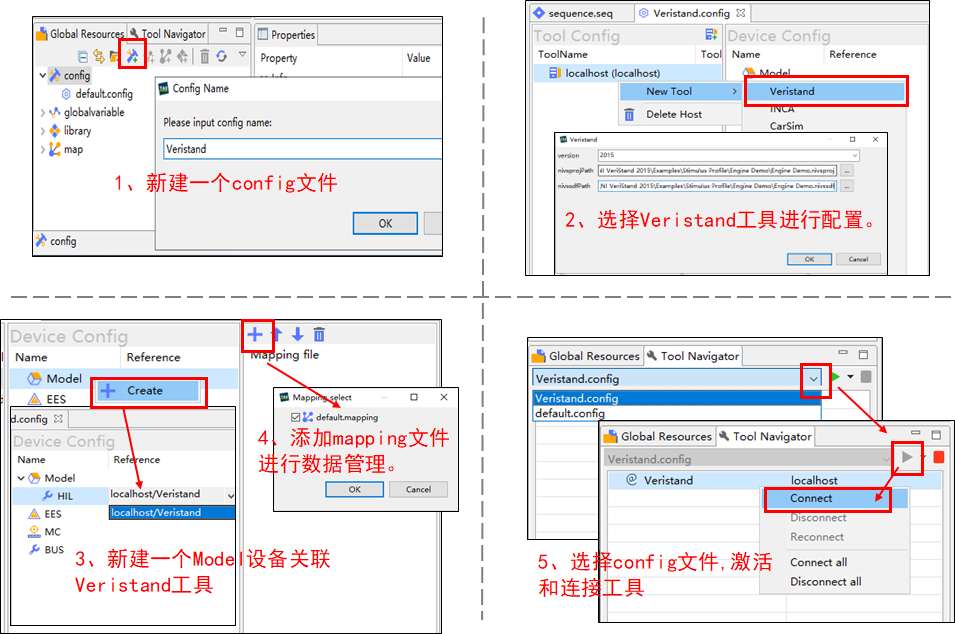 Global Resources
Tool Navigator
Properties
config
default.config
globalvariable
library
map
config
Property
Value
Config Name
Please input config name:
Veristand
OK
1、新建一个config文件
sequence.seq
Veristand.config
Tool Config
Device Config
ToolName
Tool
Name
Reference
localhost (localhost)
Model
New Tool
Veristand
Delete Host
INCA
CarSim
Veristand
version
2015
nivsprojPath
NI VeriStand 2015\Examples\Stimulus Profile\Engine Demo\Engine Demo.nivsproj
...
nivssdfPath
\NI VeriStand 2015\Examples\Stimulus Profile\Engine Demo\Engine Demo.nivssdf
...
2、选择Veristand工具进行配置。
OK
Cancel
Device Config
Name
Reference
Mapping file
Model
Create
EES
d.config
Device Config
Name
Reference
Model
HIL
localhost/Veristand
EES
localhost/Veristand
MC
BUS
3、新建一个Model设备关联
Veristand工具
Mapping select
default.mapping
4、添加mapping文件
进行数据管理。
OK
Cancel
Global Resources
Tool Navigator
Veristand.config
Veristand.config
default.config
Global Resources
Tool Navigator
Veristand.config
Veristand
localhost
Connect
Disconnect
Reconnect
Connect all
Disconnect all
5、选择config文件,激活
和连接工具